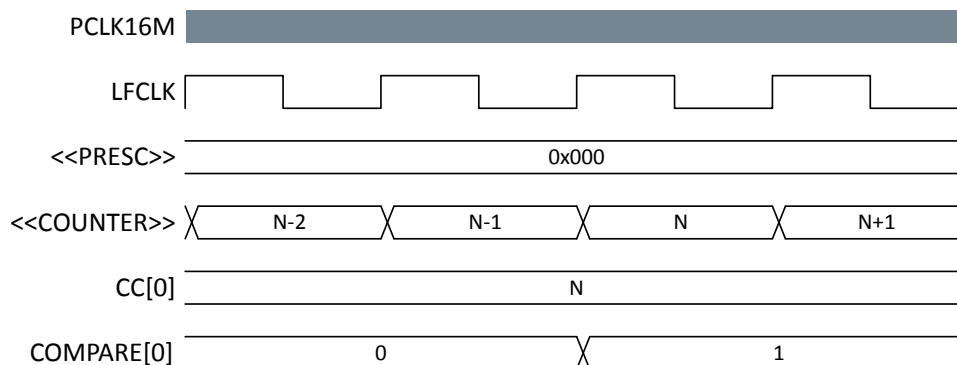 PCLK16M
LFCLK
<<PRESC>> 0x000
<<COUNTER>> N-2 N-1 N N+1
CC[0] N
COMPARE[0] 0 1